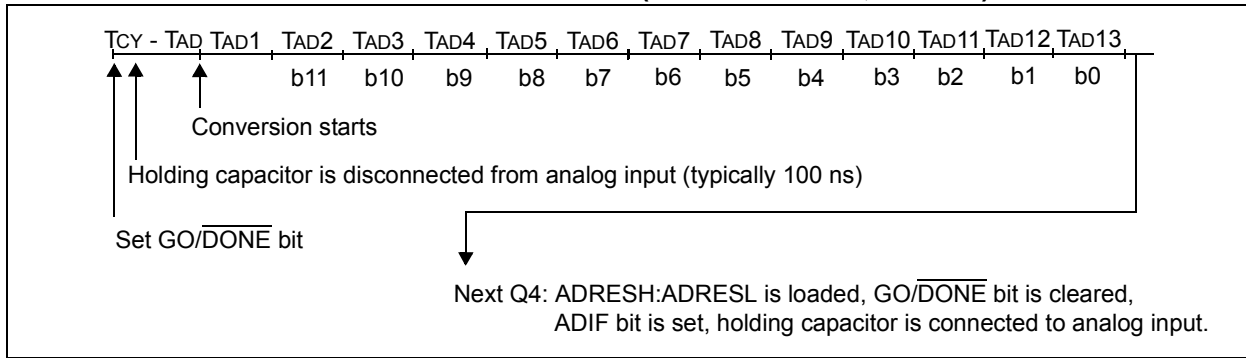 TCY - TAD TAD1 TAD2 TAD3 TAD4 TAD5 TAD6 TAD7 TAD8 TAD9 TAD10 TAD11 TAD12 TAD13
b11 b10 b9 b8 b7 b6 b5 b4 b3 b2 b1 b0
Conversion starts
Holding capacitor is disconnected from analog input (typically 100 ns)
Set GO/DONE bit
Next Q4: ADRESH:ADRESL is loaded, GO/DONE bit is cleared,
ADIF bit is set, holding capacitor is connected to analog input.